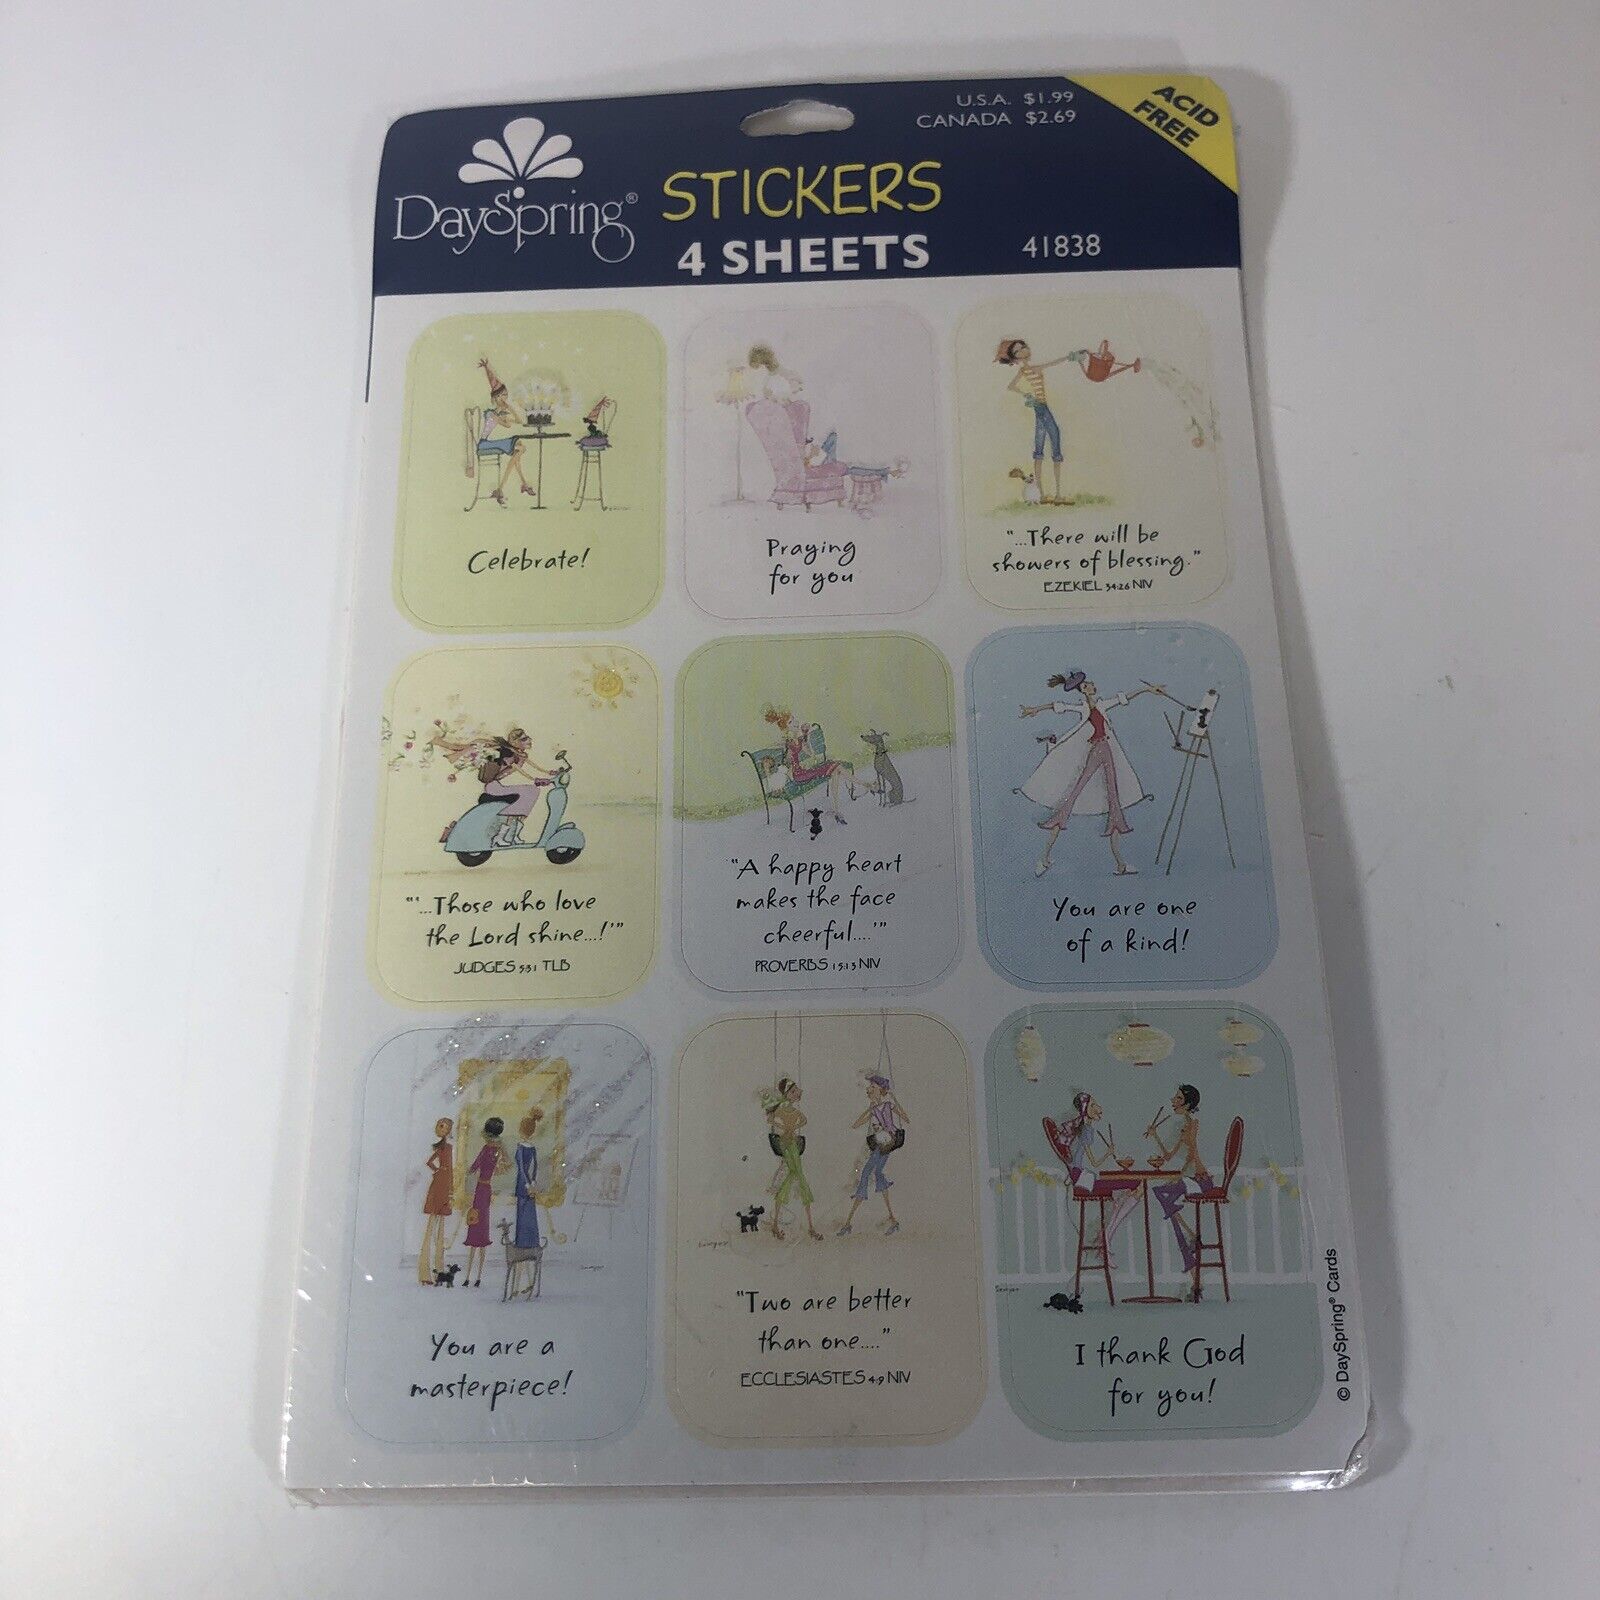 U.S.A. $1.99
CANADA $2.69
ACID
FREE
DaySpring®
STICKERS
4 SHEETS
41838
Celebrate!
Praying
for you
"...There will be
showers of blessing."
EZEKIEL 34:26 NIV
"'...Those who love
the Lord shine...!'"
JUDGES 5:31 TLB
"A happy heart
makes the face
cheerful....'"
PROVERBS 15:13 NIV
You are one
of a kind!
You are a
masterpiece!
"Two are better
than one...."
ECCLESIASTES 4:9 NIV
I thank God
for you!
© DaySpring® Cards